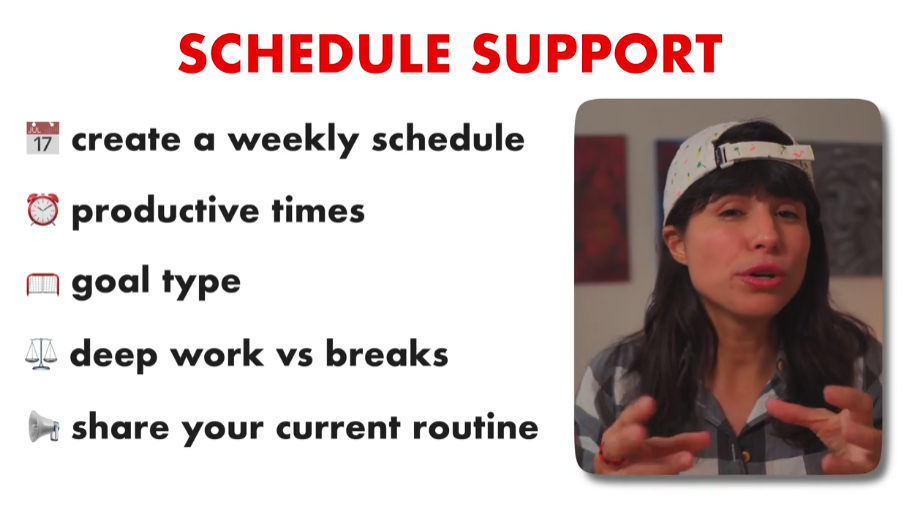 SCHEDULE SUPPORT
JUL
17
create a weekly schedule
productive times
goal type
deep work vs breaks
share your current routine